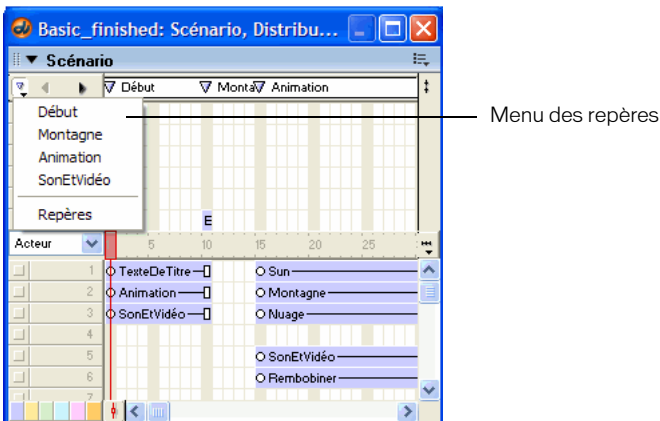 Basic_finished: Scénario, Distribu...
Scénario
Début Monta Animation
Début
Montagne
Animation
SonEtVidéo
Repères
Menu des repères
E
Acteur 5 10 15 20 25
1 TexteDeTitre Sun
2 Animation Montagne
3 SonEtVidéo Nuage
4
5 SonEtVidéo
6 Rembobiner
7